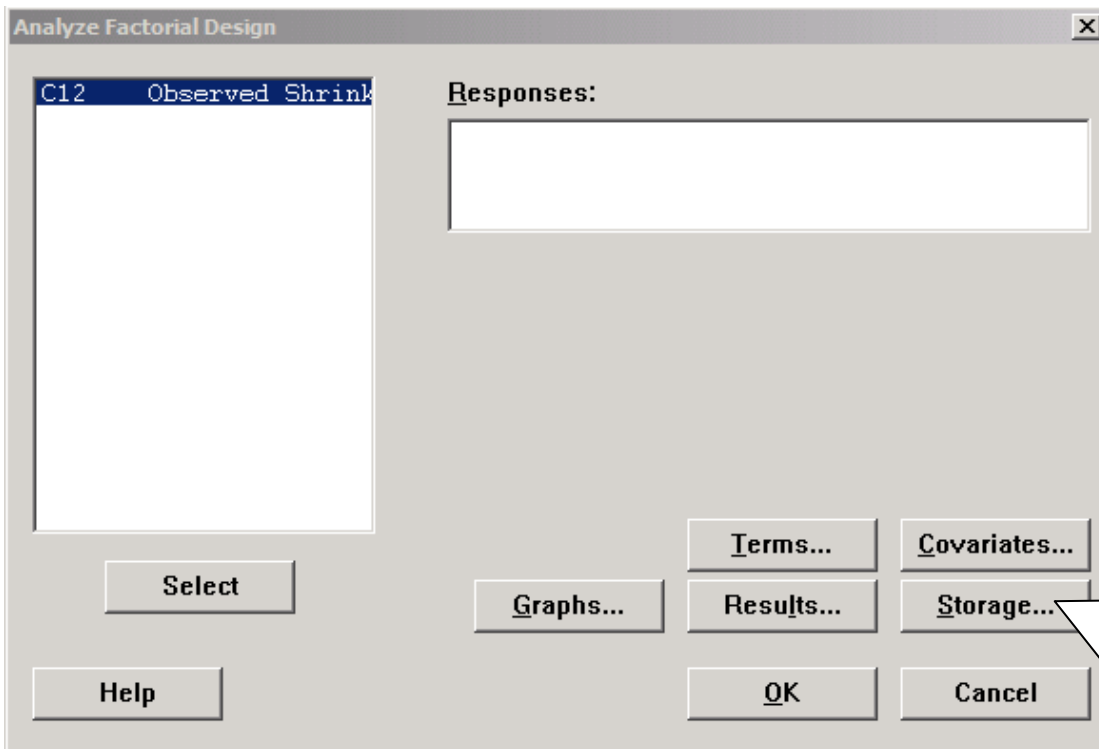 Analyze Factorial Design
C12 Observed Shrink
Responses:
Terms...
Covariates...
Select
Graphs...
Results...
Storage...
Help
OK
Cancel